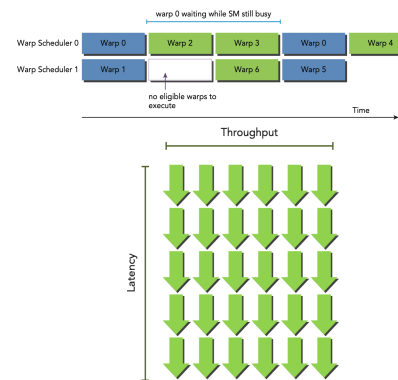 warp 0 waiting while SM still busy
Warp Scheduler 0 Warp 0 Warp 2 Warp 3 Warp 0 Warp 4
Warp Scheduler 1 Warp 1 Warp 6 Warp 5
no eligible warps to
execute
Time
Throughput
Latency